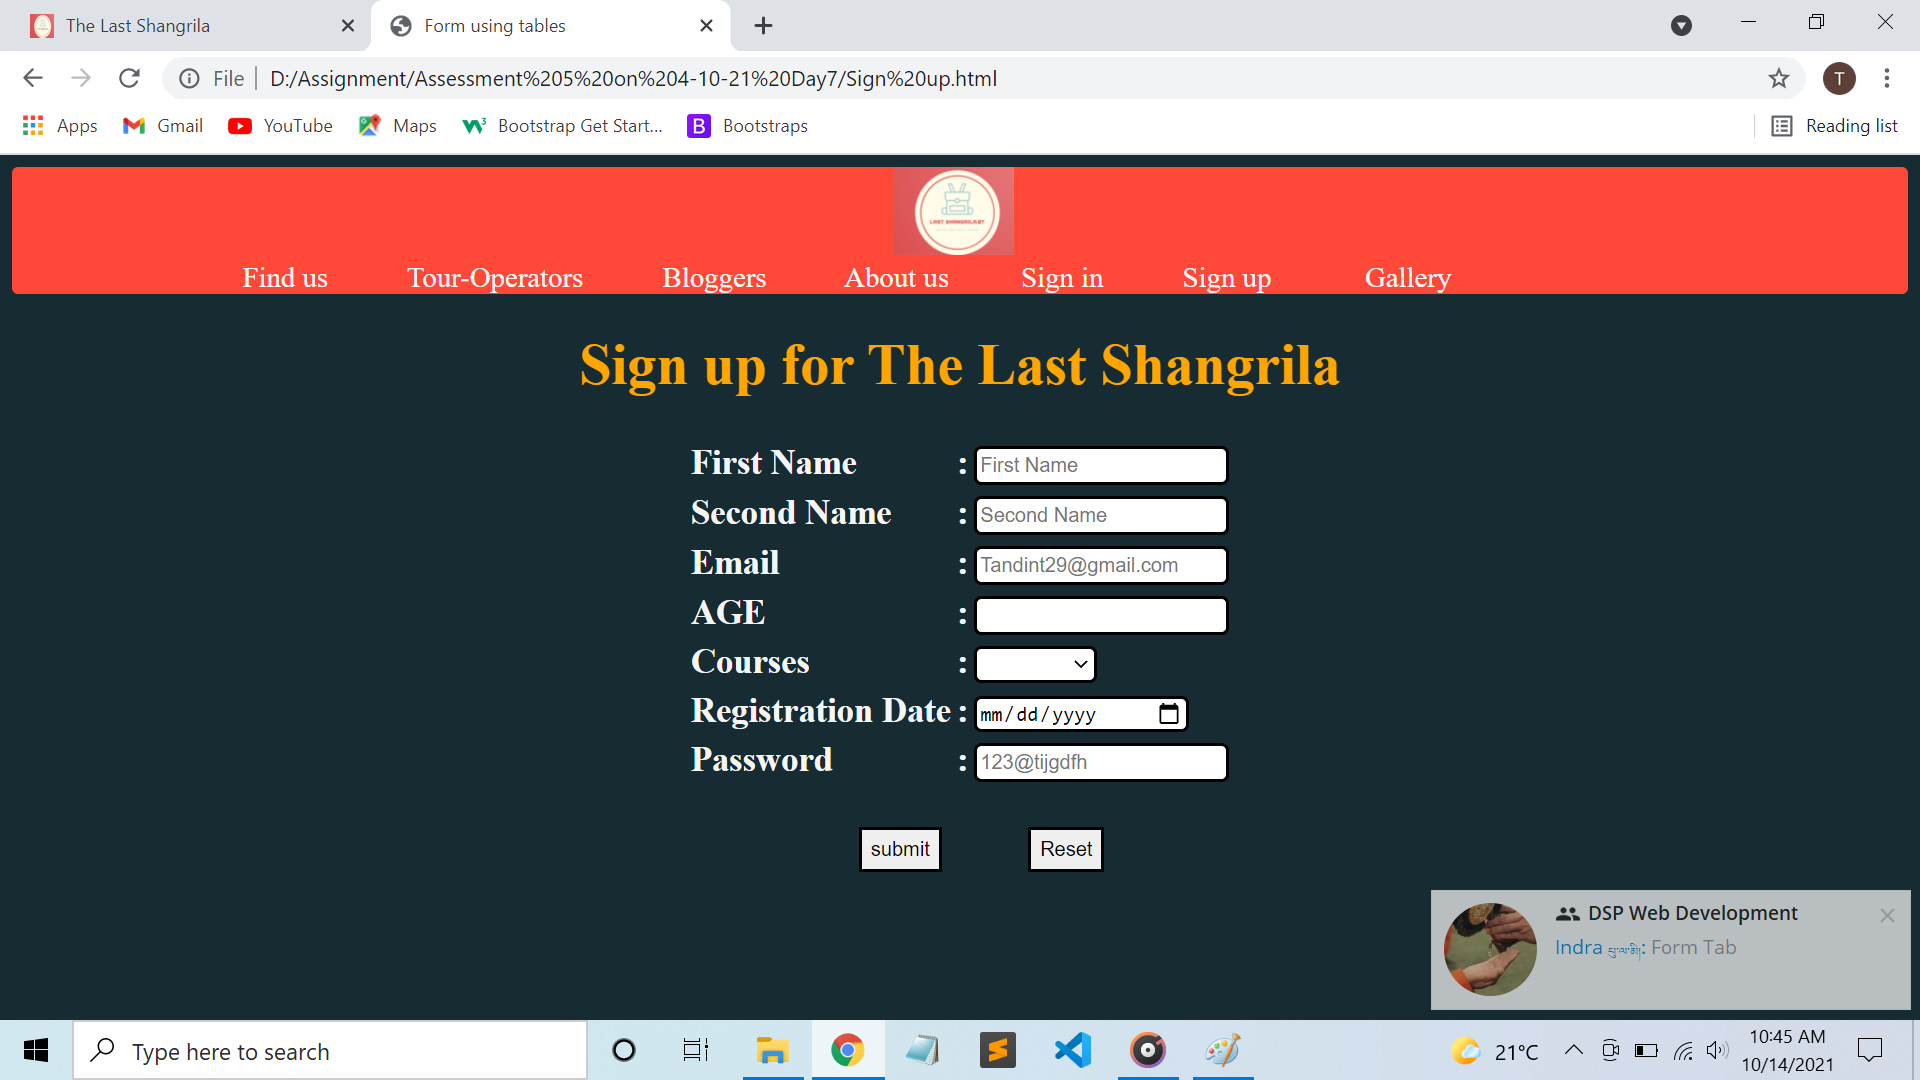 The Last Shangrila
Form using tables
File
D:/Assignment/Assessment%205%20on%204-10-21%20Day7/Sign%20up.html
T
Apps
Gmail
YouTube
Maps
Bootstrap Get Start...
Bootstraps
Reading list
LAST SHANGRILA.BT
Find us
Tour-Operators
Bloggers
About us
Sign in
Sign up
Gallery
Sign up for The Last Shangrila
First Name : First Name
Second Name : Second Name
Email : Tandint29@gmail.com
AGE :
Courses :
Registration Date : mm/dd/yyyy
Password : 123@tijgdfh
submit
Reset
DSP Web Development
Indra : Form Tab
Type here to search
21°C
10:45 AM
10/14/2021